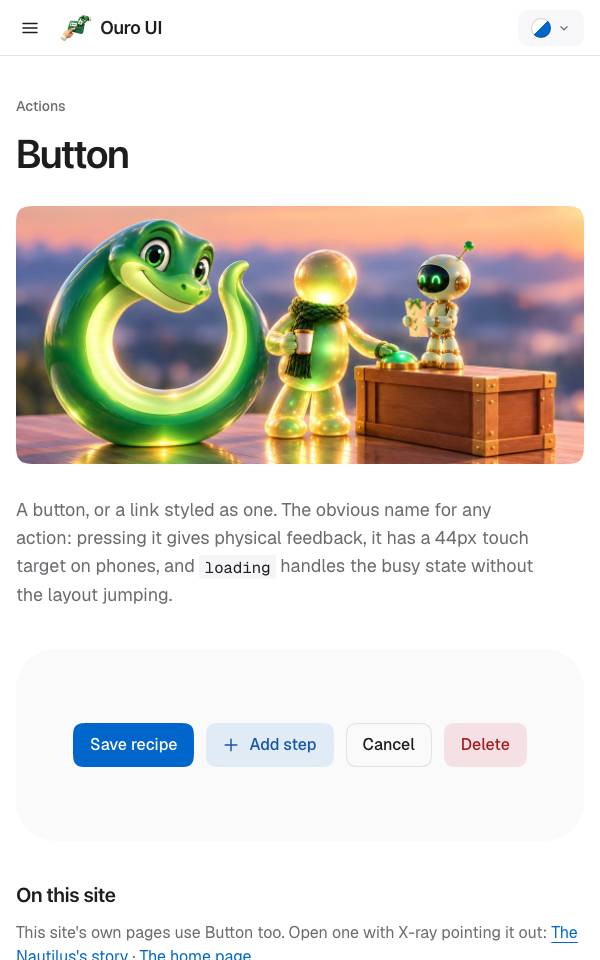 Ouro UI
Actions
Button
A button, or a link styled as one. The obvious name for any
action: pressing it gives physical feedback, it has a 44px touch
target on phones, and loading handles the busy state without
the layout jumping.
Save recipe
Add step
Cancel
Delete
On this site
This site's own pages use Button too. Open one with X-ray pointing it out: The
Nautilus's story · The home page